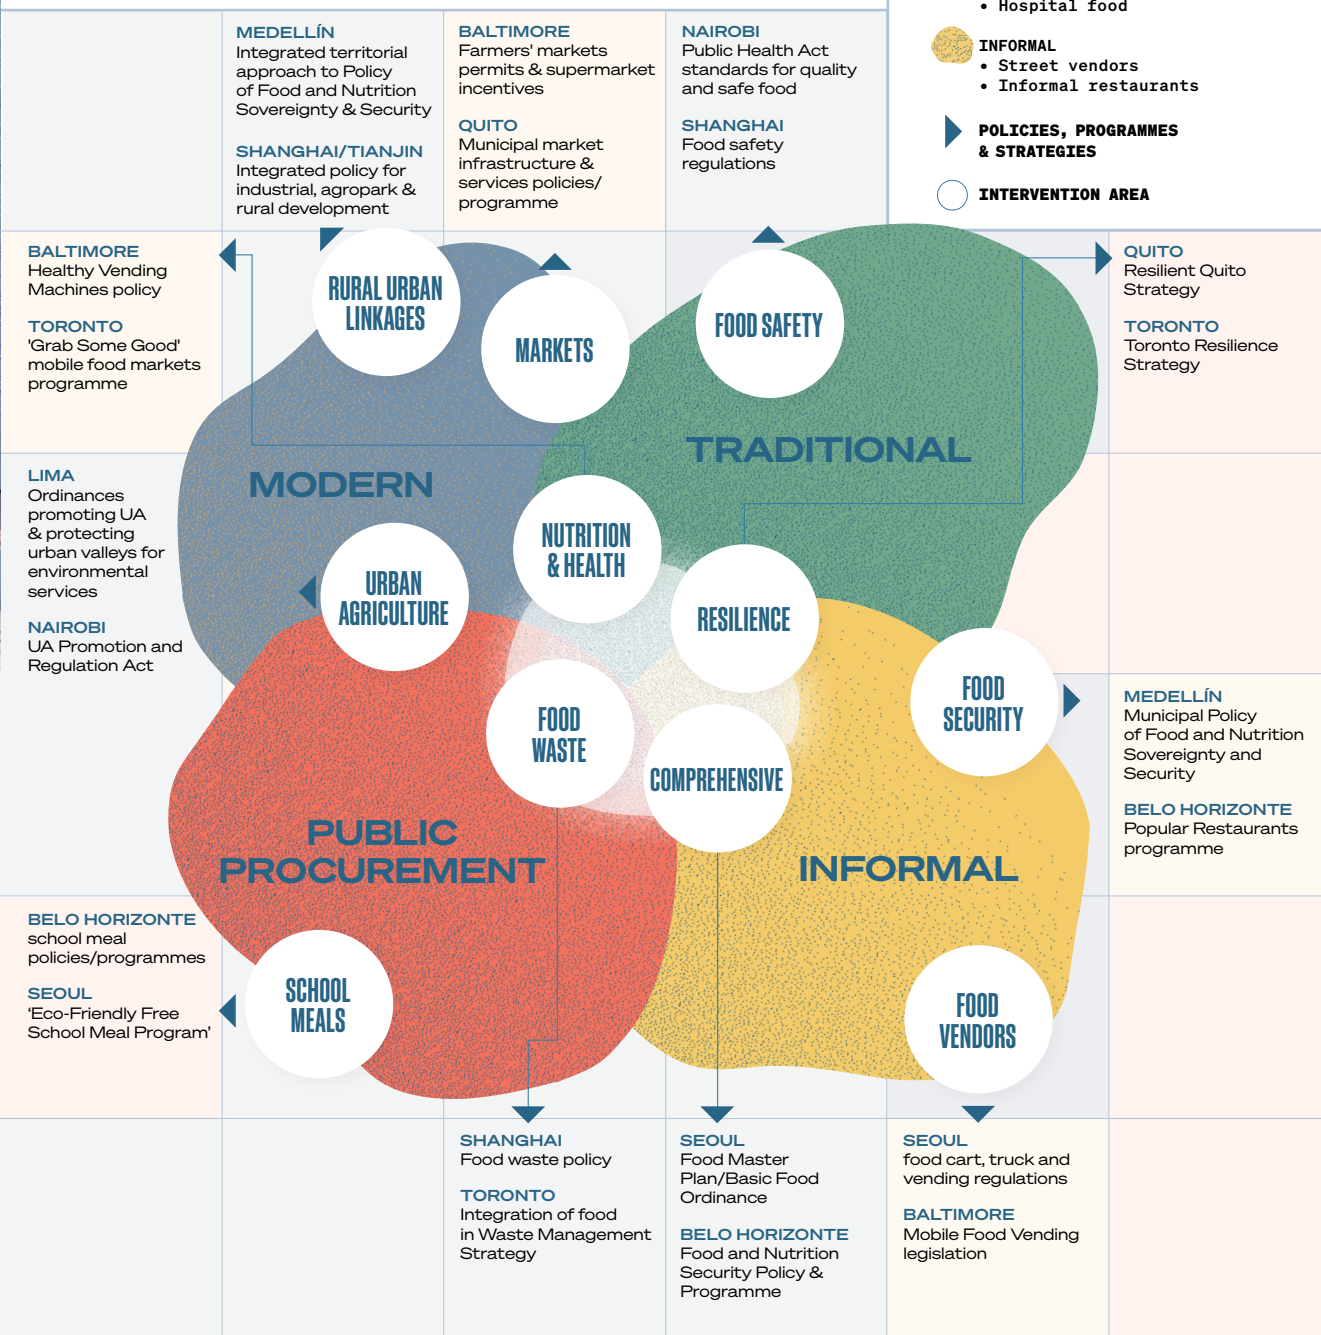 • Hospital food
INFORMAL
• Street vendors
• Informal restaurants
POLICIES, PROGRAMMES
& STRATEGIES
INTERVENTION AREA
MEDELLÍN
Integrated territorial
approach to Policy
of Food and Nutrition
Sovereignty & Security
SHANGHAI/TIANJIN
Integrated policy for
industrial, agropark &
rural development
BALTIMORE
Farmers' markets
permits & supermarket
incentives
QUITO
Municipal market
infrastructure &
services policies/
programme
NAIROBI
Public Health Act
standards for quality
and safe food
SHANGHAI
Food safety
regulations
BALTIMORE
Healthy Vending
Machines policy
TORONTO
'Grab Some Good'
mobile food markets
programme
LIMA
Ordinances
promoting UA
& protecting
urban valleys for
environmental
services
NAIROBI
UA Promotion and
Regulation Act
BELO HORIZONTE
school meal
policies/programmes
SEOUL
‘Eco-Friendly Free
School Meal Program’
RURAL URBAN
LINKAGES
MARKETS
FOOD SAFETY
TRADITIONAL
MODERN
NUTRITION
& HEALTH
URBAN
AGRICULTURE
RESILIENCE
FOOD
SECURITY
FOOD
WASTE
COMPREHENSIVE
PUBLIC
PROCUREMENT
INFORMAL
SCHOOL
MEALS
FOOD
VENDORS
QUITO
Resilient Quito
Strategy
TORONTO
Toronto Resilience
Strategy
MEDELLÍN
Municipal Policy
of Food and Nutrition
Sovereignty and
Security
BELO HORIZONTE
Popular Restaurants
programme
SHANGHAI
Food waste policy
TORONTO
Integration of food
in Waste Management
Strategy
SEOUL
Food Master
Plan/Basic Food
Ordinance
BELO HORIZONTE
Food and Nutrition
Security Policy &
Programme
SEOUL
food cart, truck and
vending regulations
BALTIMORE
Mobile Food Vending
legislation